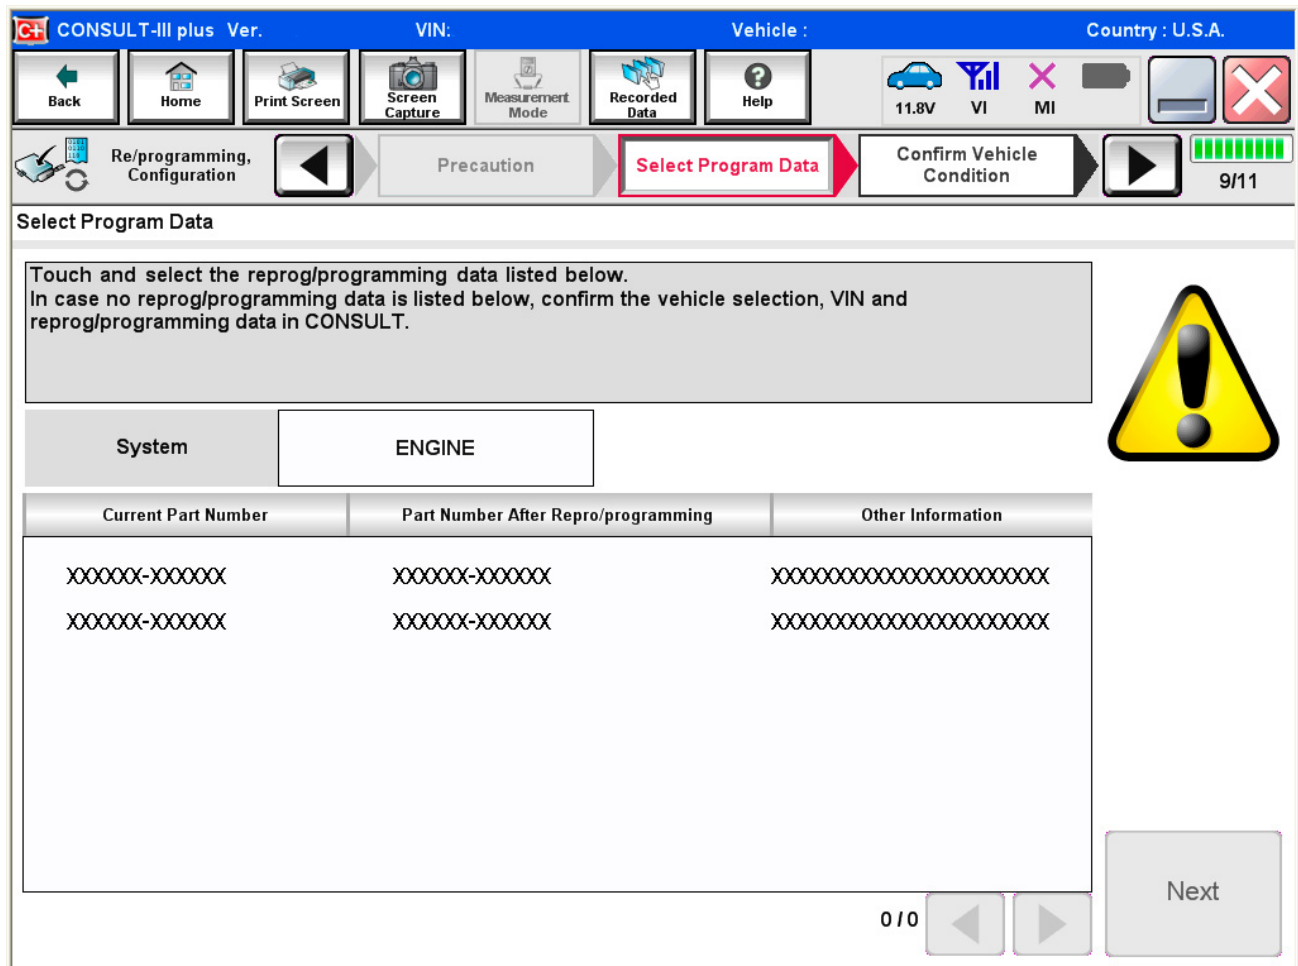 C+ CONSULT-III plus Ver. VIN: Vehicle : Country : U.S.A.
Back
Home
Print Screen
Screen Capture
Measurement Mode
Recorded Data
Help
11.8V
VI
MI
Re/programming,
Configuration
Precaution
Select Program Data
Confirm Vehicle
Condition
9/11
Select Program Data
Touch and select the reprog/programming data listed below.
In case no reprog/programming data is listed below, confirm the vehicle selection, VIN and
reprog/programming data in CONSULT.
System ENGINE
Current Part Number Part Number After Repro/programming Other Information
XXXXXX-XXXXXX XXXXXX-XXXXXX XXXXXXXXXXXXXXXXXXXXXX
XXXXXX-XXXXXX XXXXXX-XXXXXX XXXXXXXXXXXXXXXXXXXXXX
Next
0/0